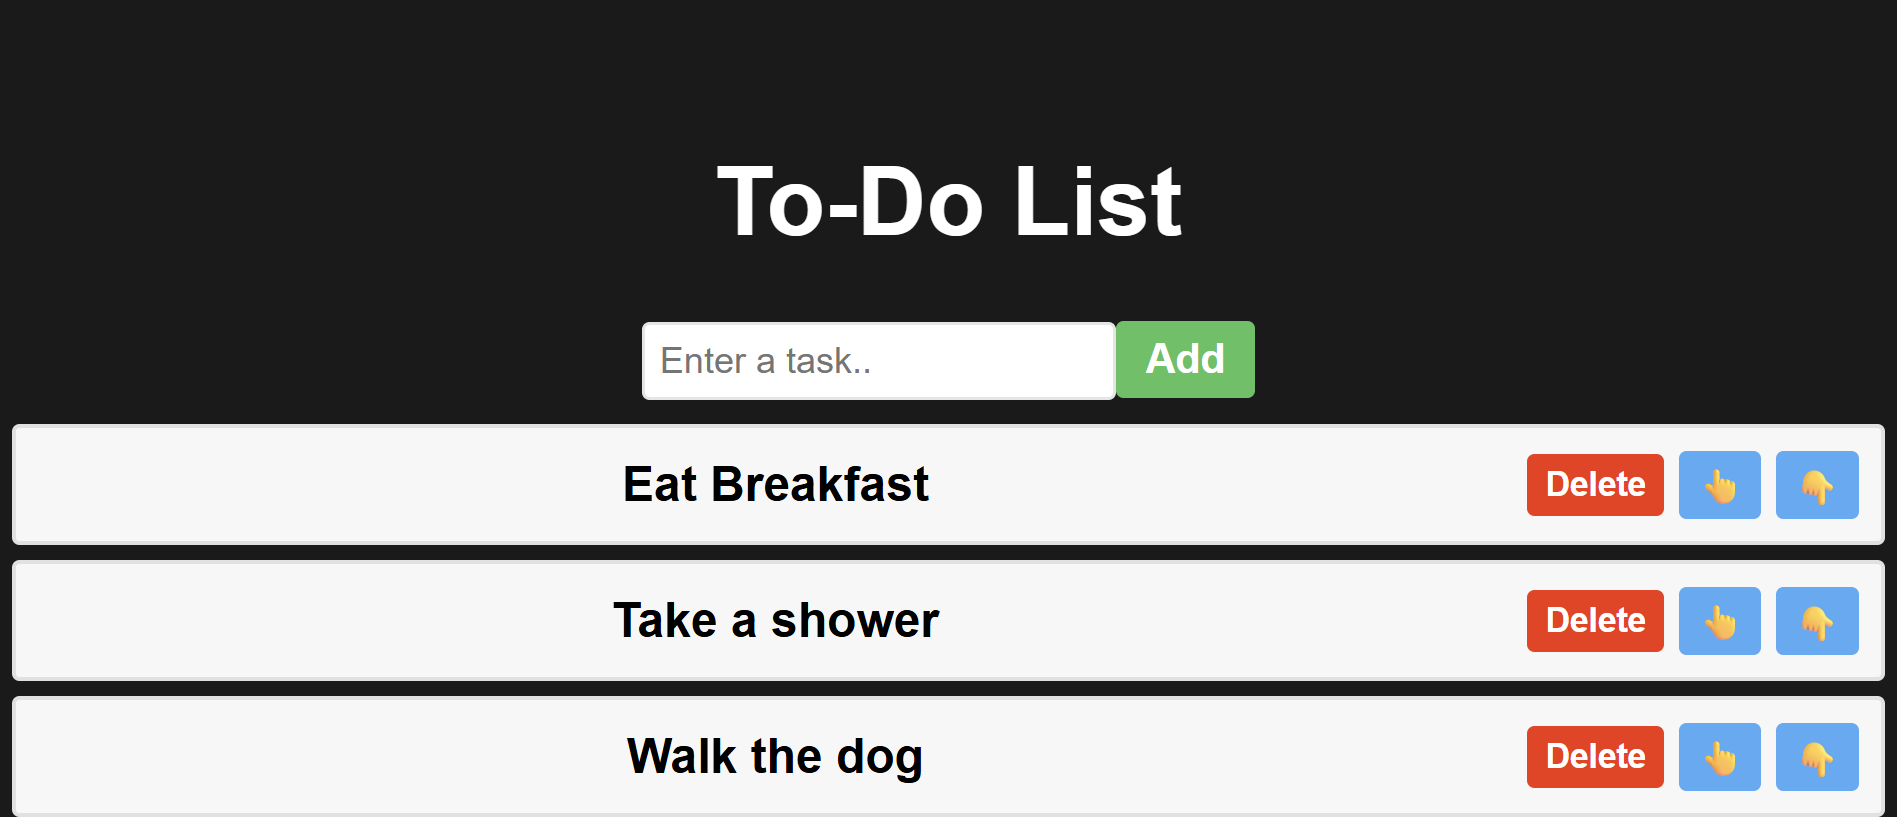 To-Do List
Enter a task.. Add
Eat Breakfast Delete 👆 👇
Take a shower Delete 👆 👇
Walk the dog Delete 👆 👇